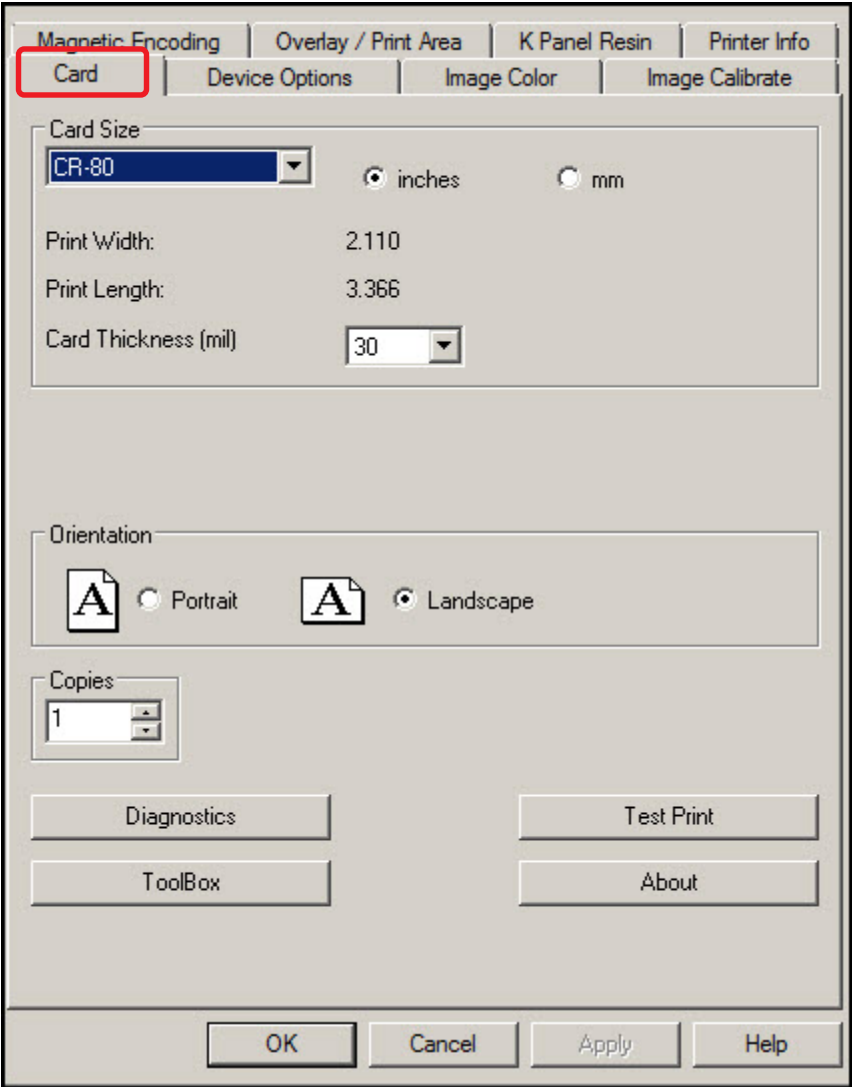 Magnetic Encoding Overlay / Print Area K Panel Resin Printer Info
Card Device Options Image Color Image Calibrate
Card Size
CR-80 inches mm
Print Width: 2.110
Print Length: 3.366
Card Thickness (mil) 30
Orientation
A Portrait A Landscape
Copies
1
Diagnostics Test Print
ToolBox About
OK Cancel Apply Help